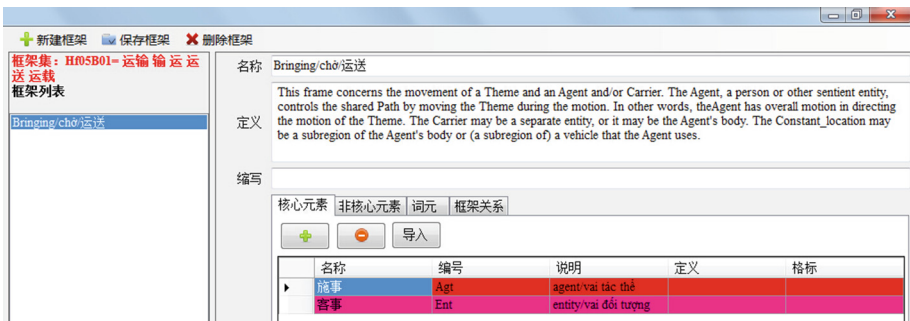 新建框架 保存框架 删除框架
框架集：Hf05B01=运输 输 运 运
送 运载
框架列表
Bringing/chở/运送
名称 Bringing/chở/运送
定义
This frame concerns the movement of a Theme and an Agent and/or Carrier. The Agent, a person or other sentient entity,
controls the shared Path by moving the Theme during the motion. In other words, theAgent has overall motion in directing
the motion of the Theme. The Carrier may be a separate entity, or it may be the Agent's body. The Constant_location may
be a subregion of the Agent's body or (a subregion of) a vehicle that the Agent uses.
缩写
核心元素 非核心元素 词元 框架关系
导入
名称 编号 说明 定义 格标
施事 Agt agent/vai tác thể
客事 Ent entity/vai đối tượng